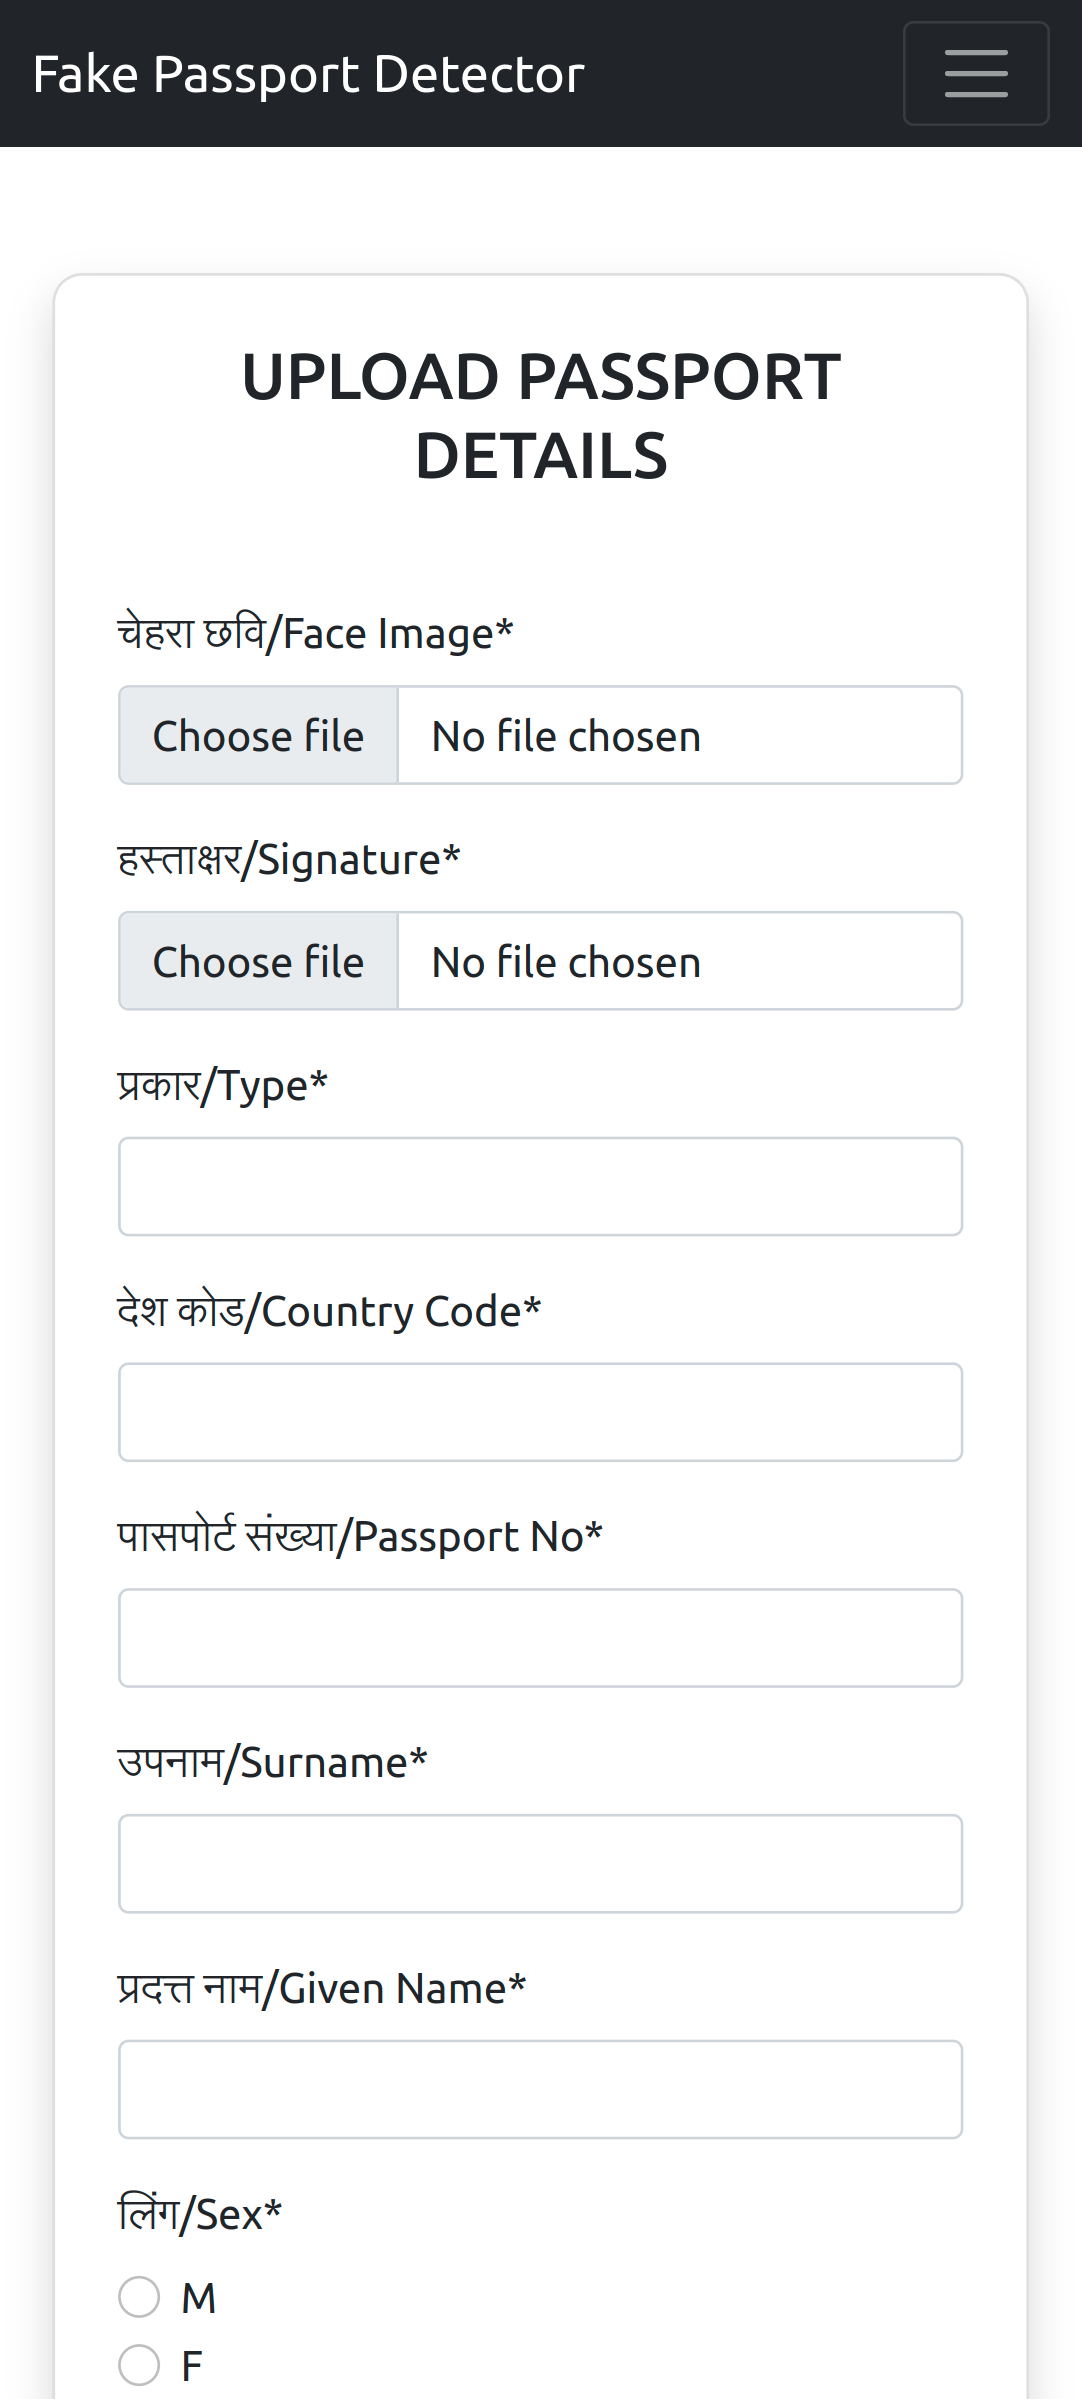 Fake Passport Detector
UPLOAD PASSPORT
DETAILS
चेहरा छवि/Face Image*
Choose file No file chosen
हस्ताक्षर/Signature*
Choose file No file chosen
प्रकार/Type*
देश कोड/Country Code*
पासपोर्ट संख्या/Passport No*
उपनाम/Surname*
प्रदत्त नाम/Given Name*
लिंग/Sex*
M
F